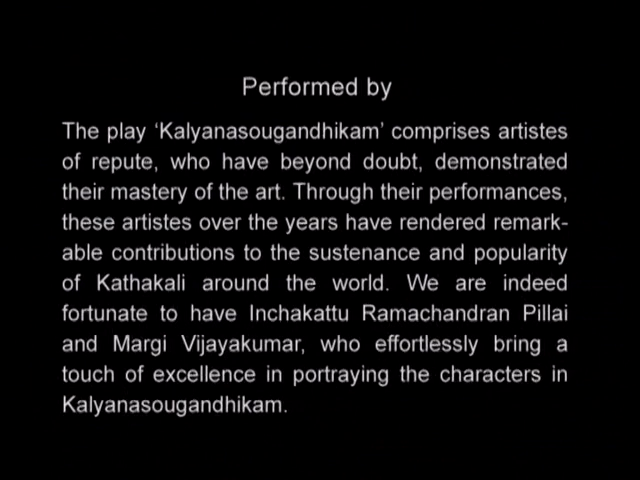 Performed by
The play ‘Kalyanasougandhikam’ comprises artistes
of repute, who have beyond doubt, demonstrated
their mastery of the art. Through their performances,
these artistes over the years have rendered remark-
able contributions to the sustenance and popularity
of Kathakali around the world. We are indeed
fortunate to have Inchakattu Ramachandran Pillai
and Margi Vijayakumar, who effortlessly bring a
touch of excellence in portraying the characters in
Kalyanasougandhikam.